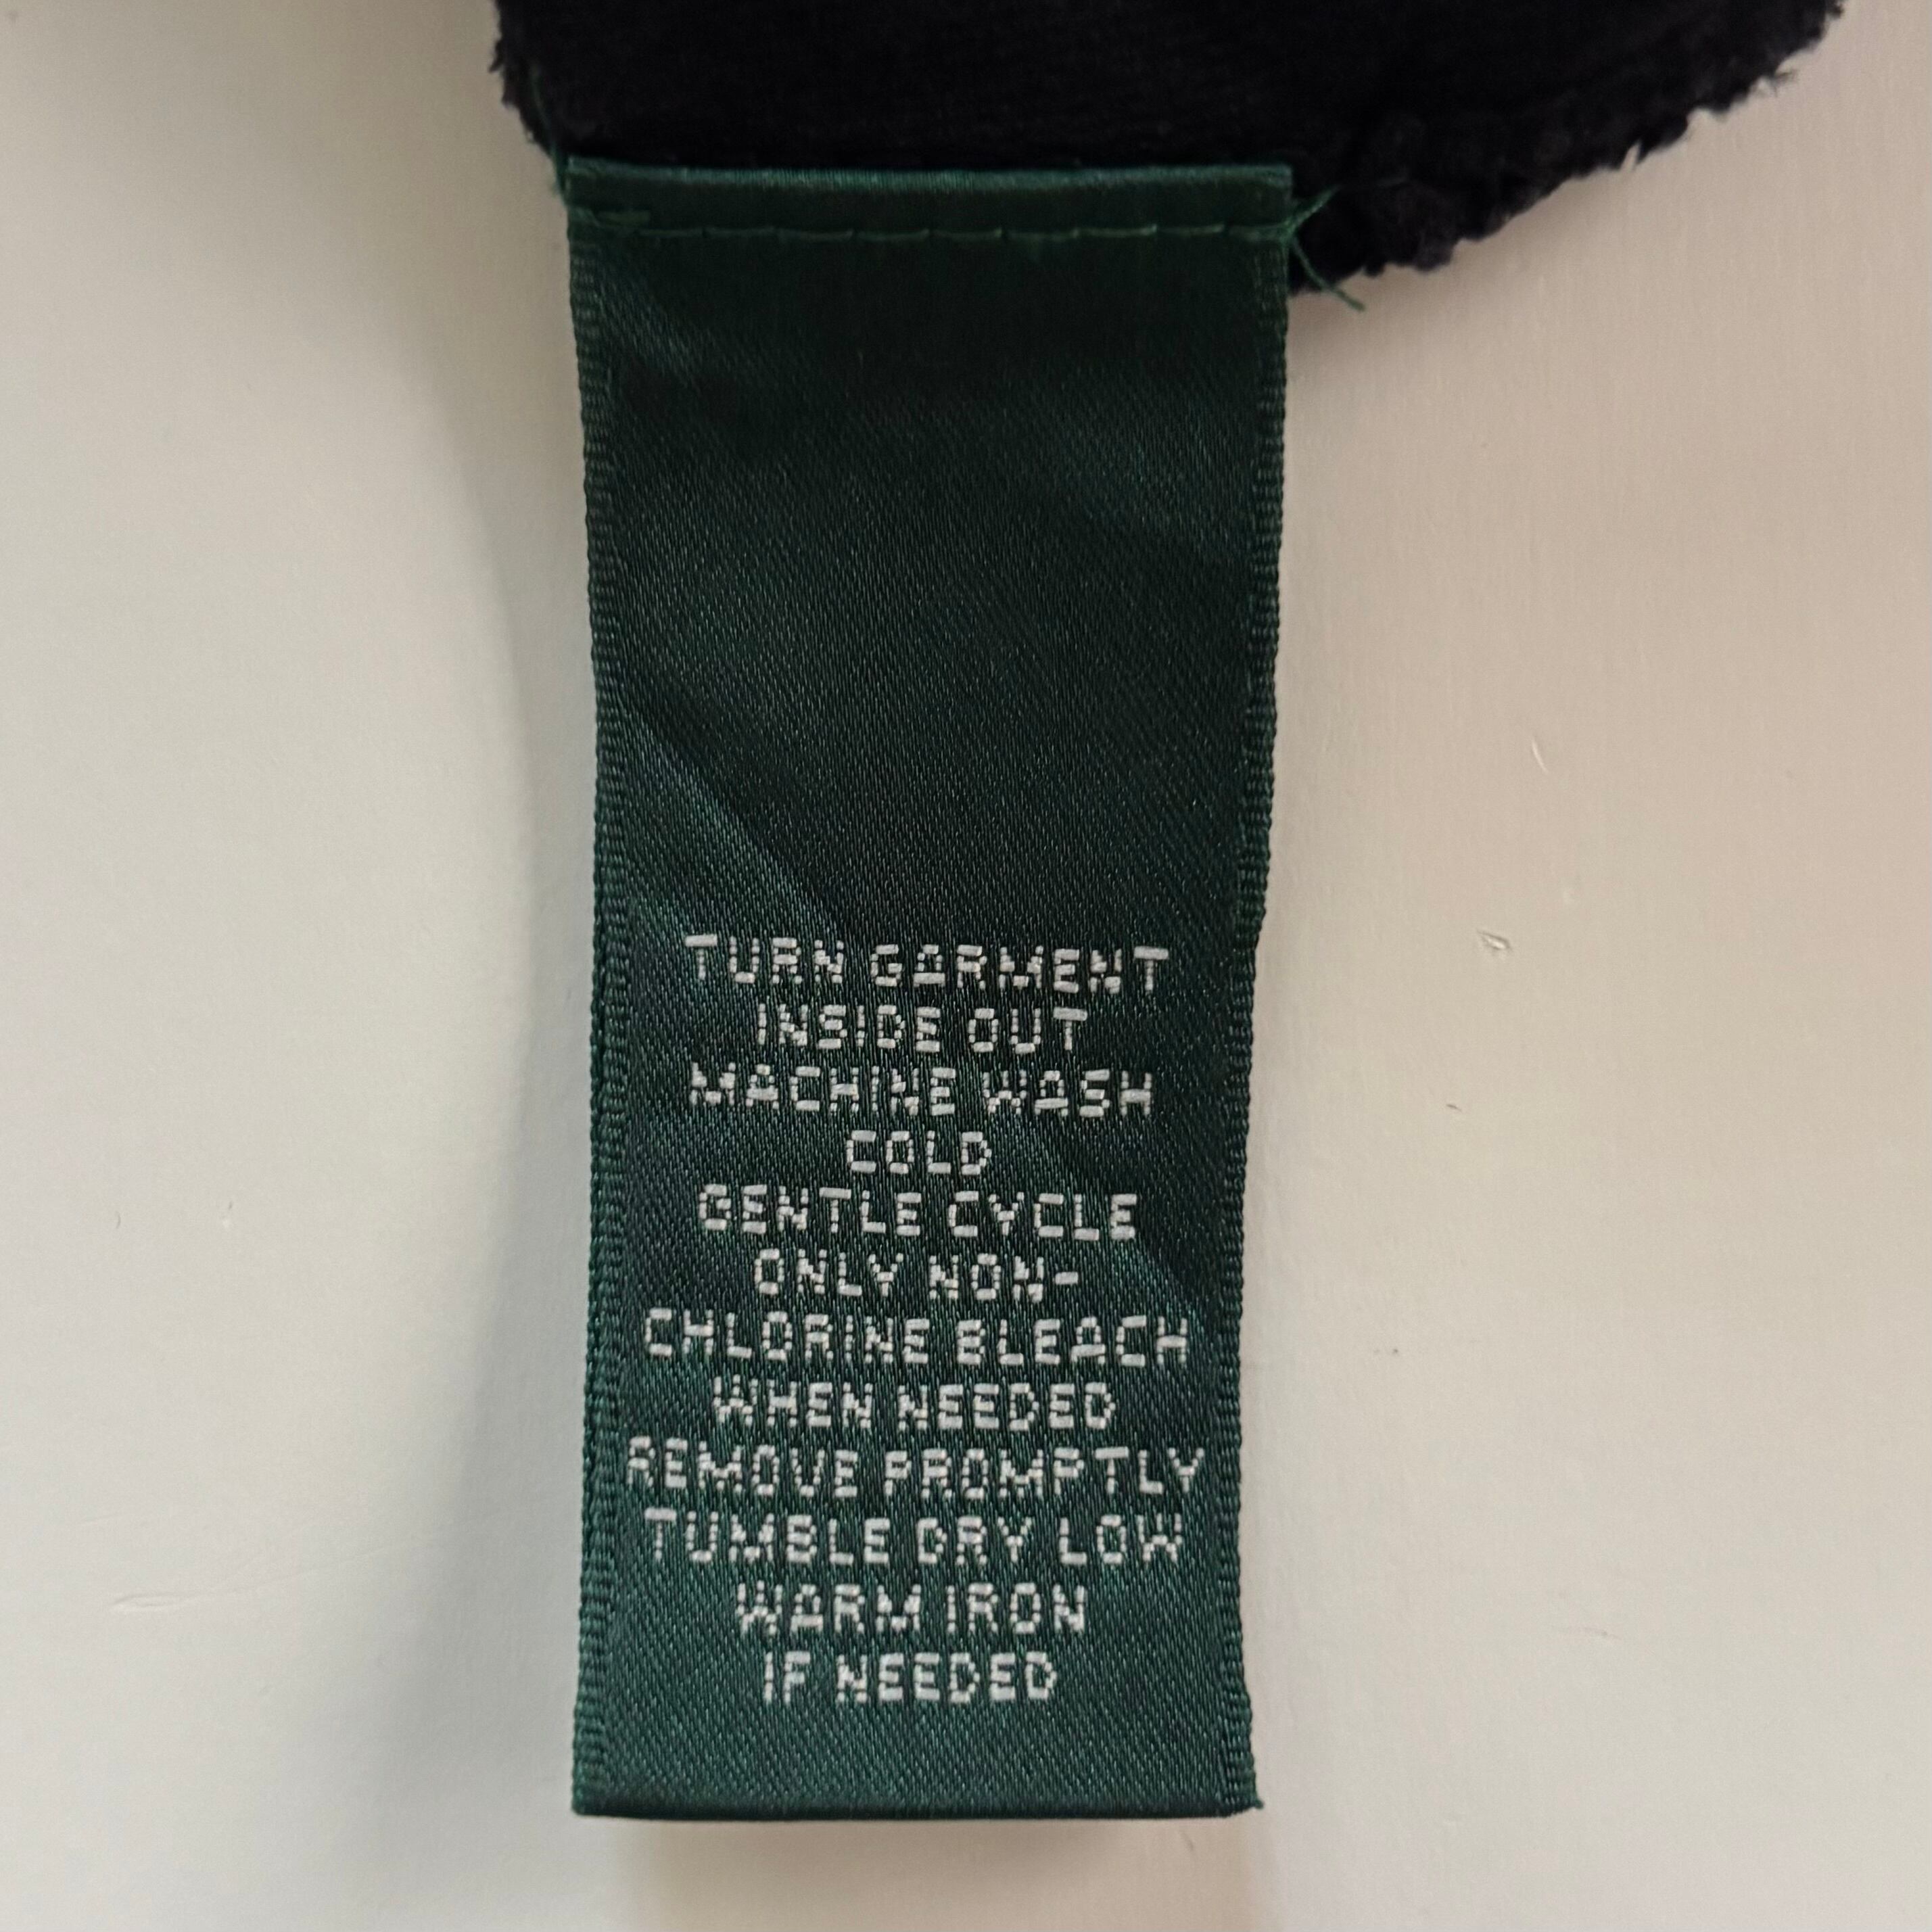 TURN GARMENT
INSIDE OUT
MACHINE WASH
COLD
GENTLE CYCLE
ONLY NON-
CHLORINE BLEACH
WHEN NEEDED
REMOVE PROMPTLY
TUMBLE DRY LOW
WARM IRON
IF NEEDED